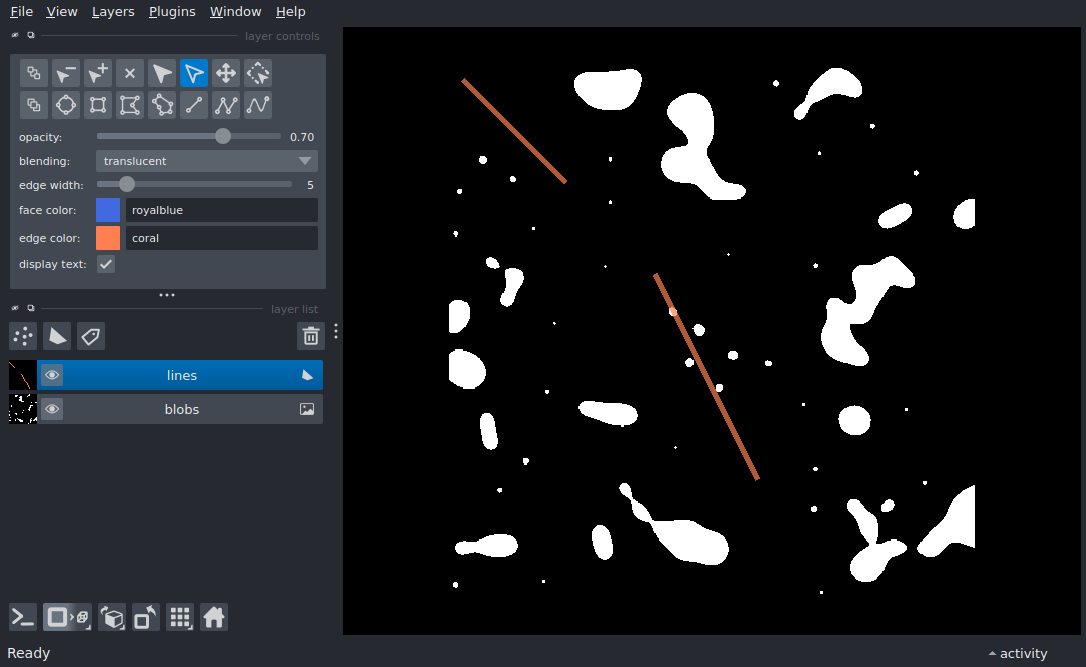 File View Layers Plugins Window Help
layer controls
opacity: 0.70
blending: translucent
edge width: 5
face color: royalblue
edge color: coral
display text:
layer list
lines
blobs
Ready activity